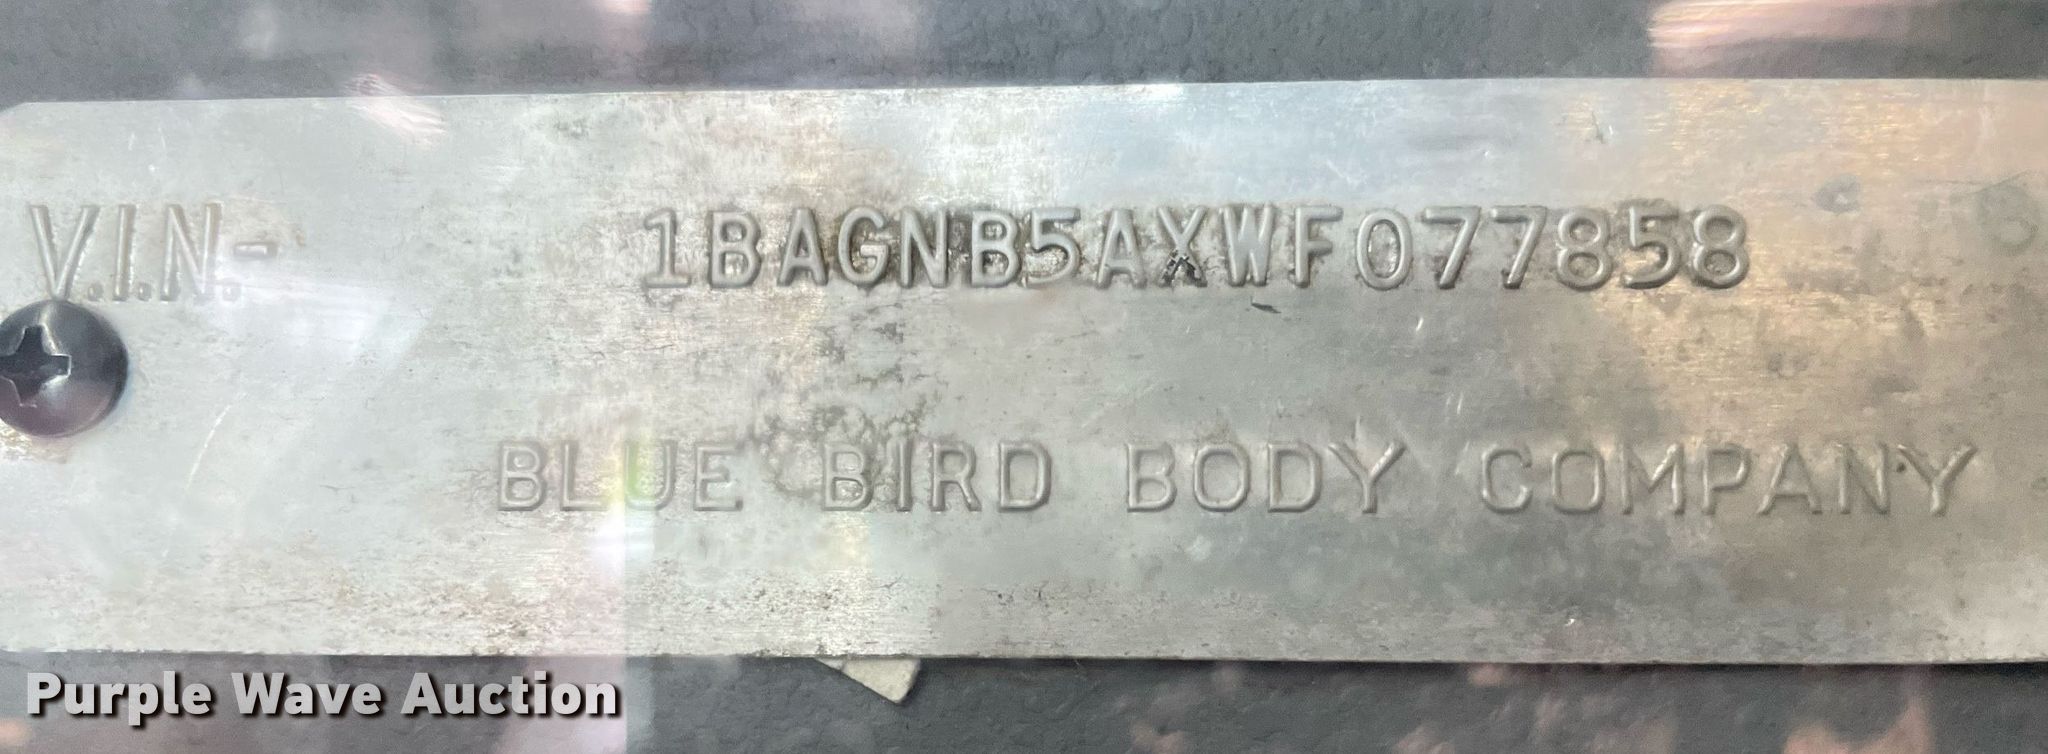 V.I.N.- 1BAGNB5AXWF077858
BLUE BIRD BODY COMPANY
Purple Wave Auction